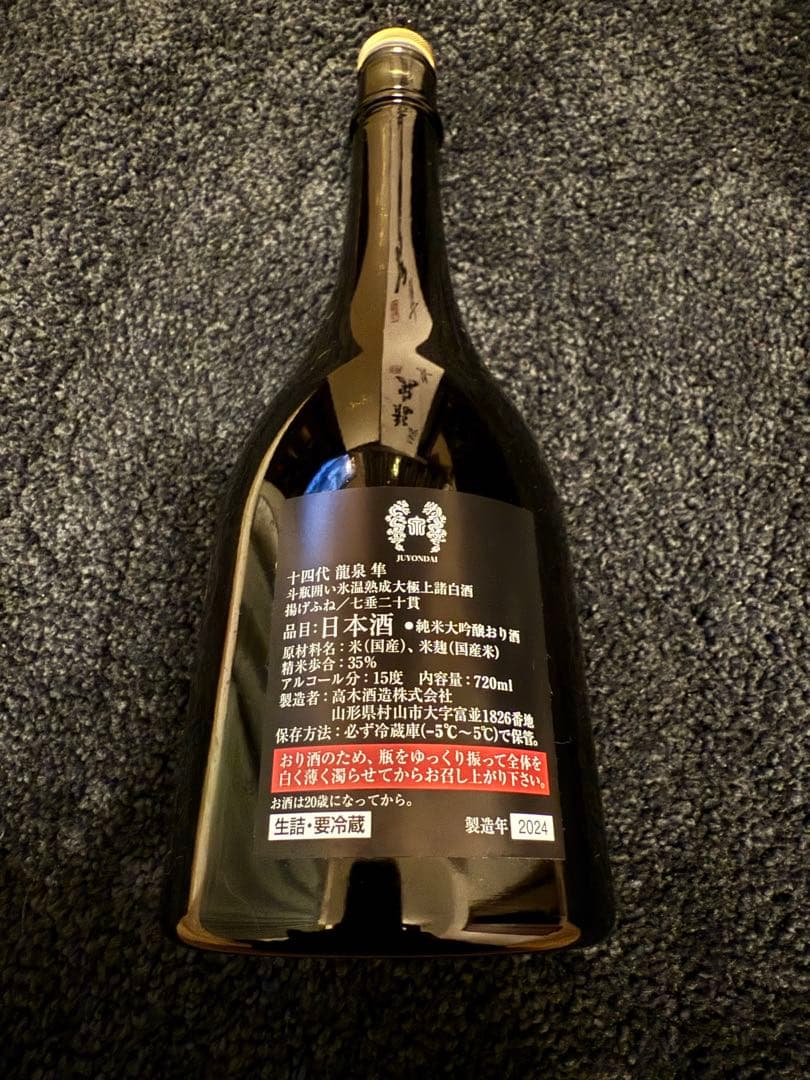 JUYONDAI
十四代 龍泉 隼
斗瓶囲い氷温熟成大極上諸白酒
揚げふね/七垂二十貫
品目:日本酒 ●純米大吟醸おり酒
原材料名:米(国産)、米麹(国産米)
精米歩合:35%
アルコール分:15度 内容量:720ml
製造者:高木酒造株式会社
山形県村山市大字富並1826番地
保存方法:必ず冷蔵庫(-5℃〜5℃)で保管。
おり酒のため、瓶をゆっくり振って全体を
白く薄く濁らせてからお召し上がり下さい。
お酒は20歳になってから。
生詰・要冷蔵 製造年 2024